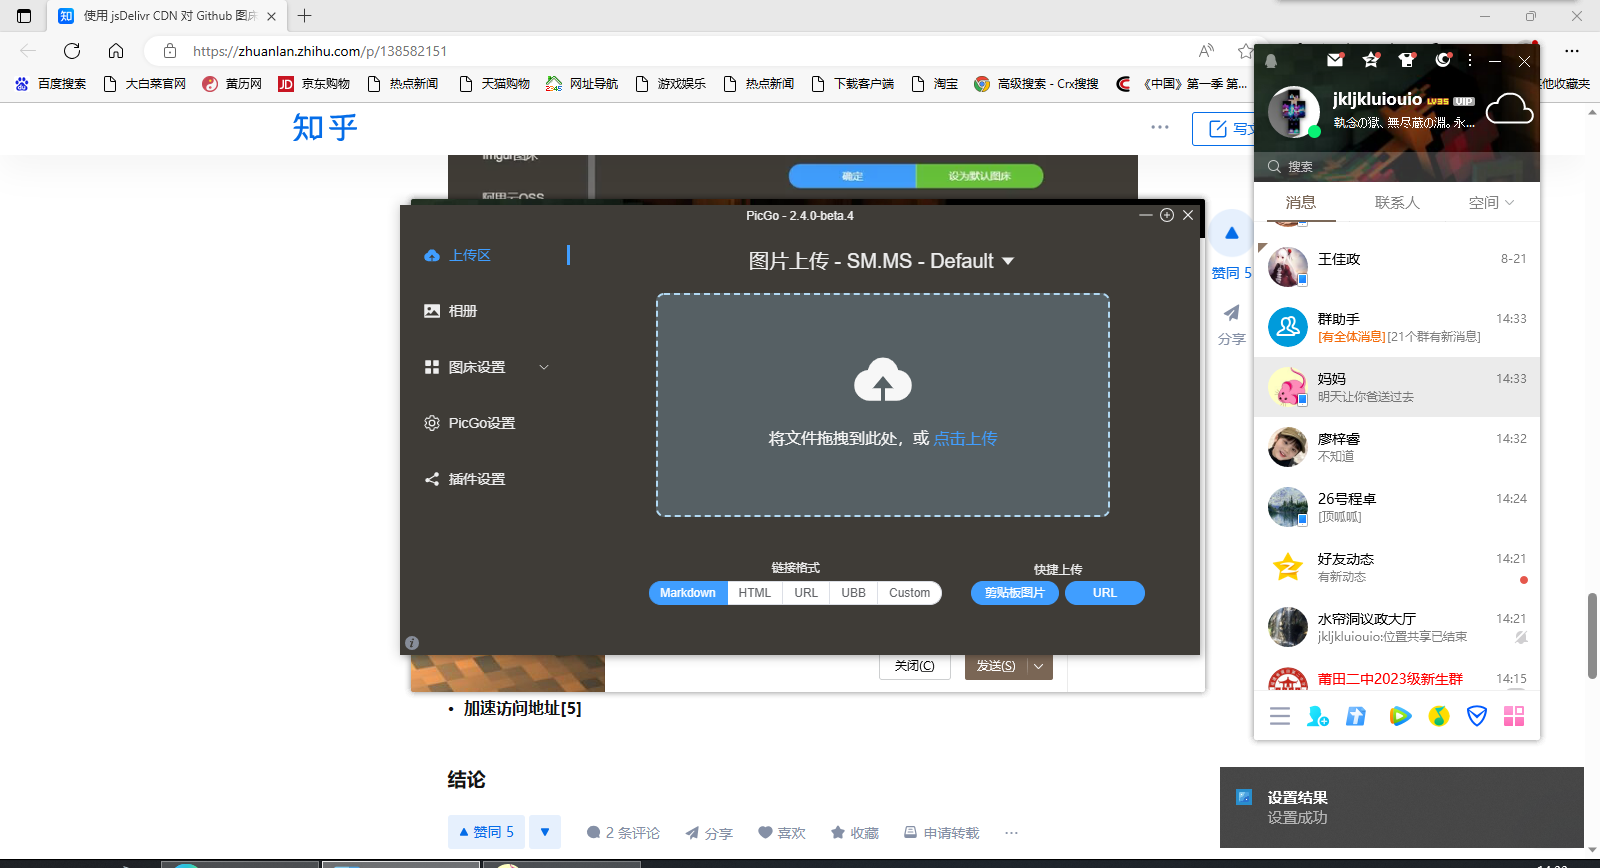 使用 jsDelivr CDN 对 Github 图床
https://zhuanlan.zhihu.com/p/138582151
百度搜索 大白菜官网 黄历网 京东购物 热点新闻 天猫购物 网址导航 游戏娱乐 热点新闻 下载客户端 淘宝 高级搜索 - Crx搜搜 《中国》第一季 第... 其他收藏夹
知乎
写文
Imgur图床
阿里云OSS
确定 设为默认图床
PicGo - 2.4.0-beta.4
上传区
相册
图床设置
PicGo设置
插件设置
图片上传 - SM.MS - Default
将文件拖拽到此处，或 点击上传
链接格式
Markdown HTML URL UBB Custom
快捷上传
剪贴板图片 URL
关闭(C) 发送(S)
赞同 5
分享
加速访问地址[5]
结论
赞同 5
2 条评论 分享 喜欢 收藏 申请转载
jkljkluiouio LV35 VIP
執念の獄、無尽蔵の淵。永...
搜索
消息 联系人 空间
王佳政 8-21
群助手 14:33
[有全体消息][21个群有新消息]
妈妈 14:33
明天让你爸送过去
廖梓睿 14:32
不知道
26号程卓 14:24
[顶呱呱]
好友动态 14:21
有新动态
水帘洞议政大厅 14:21
jkljkluiouio:位置共享已结束
莆田二中2023级新生群 14:15
设置结果
设置成功